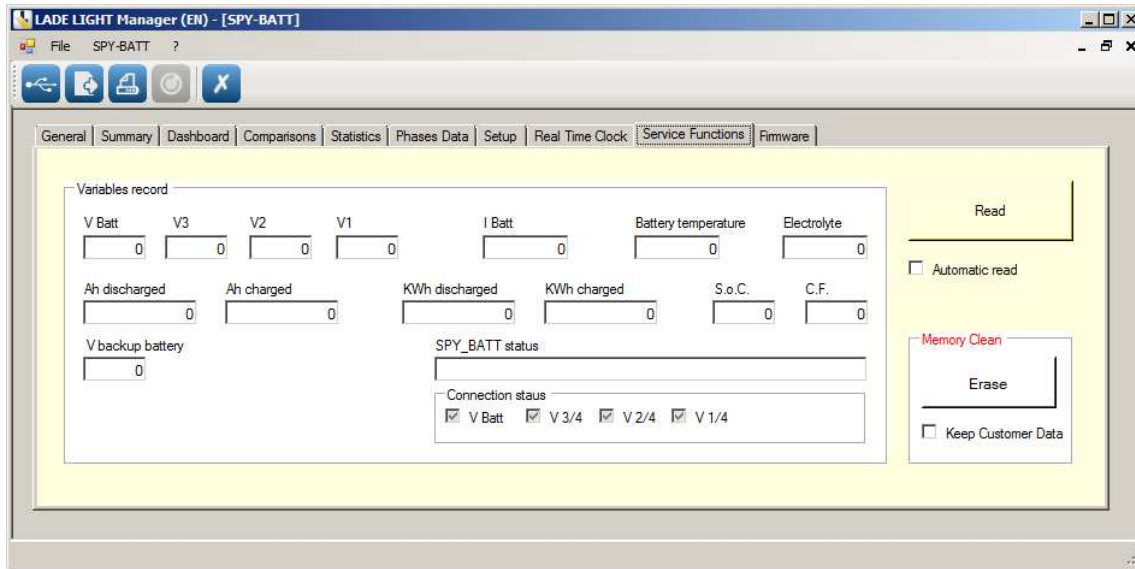 LADE LIGHT Manager (EN) - [SPY-BATT]
File SPY-BATT ?
General Summary Dashboard Comparisons Statistics Phases Data Setup Real Time Clock Service Functions Firmware
Variables record
V Batt V3 V2 V1 I Batt Battery temperature Electrolyte
0 0 0 0 0 0 0
Ah discharged Ah charged KWh discharged KWh charged S.o.C. C.F.
0 0 0 0 0 0
V backup battery SPY_BATT status
0
Connection staus
V Batt V 3/4 V 2/4 V 1/4
Read
Automatic read
Memory Clean
Erase
Keep Customer Data